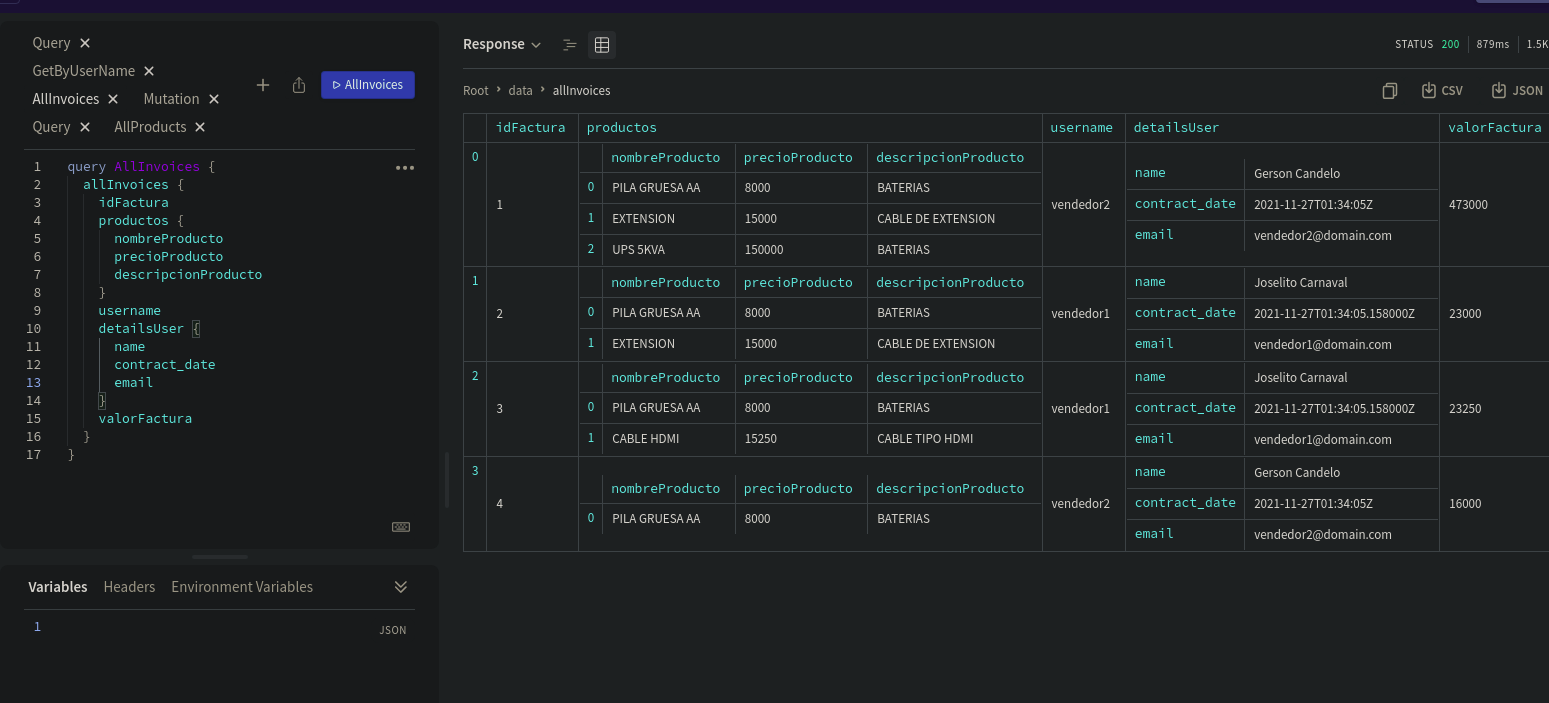 Query ×
GetByUserName ×
AllInvoices × Mutation ×
Query × AllProducts ×
+ AllInvoices
1 query AllInvoices {
2 allInvoices {
3 idFactura
4 productos {
5 nombreProducto
6 precioProducto
7 descripcionProducto
8 }
9 username
10 detailsUser {
11 name
12 contract_date
13 email
14 }
15 valorFactura
16 }
17 }
Variables Headers Environment Variables
1 JSON
Response STATUS 200 879ms 1.5K
Root > data > allInvoices CSV JSON
idFactura productos username detailsUser valorFactura
0 nombreProducto precioProducto descripcionProducto
name Gerson Candelo
0 PILA GRUESA AA 8000 BATERIAS
1 vendedor2 contract_date 2021-11-27T01:34:05Z 473000
1 EXTENSION 15000 CABLE DE EXTENSION
email vendedor2@domain.com
2 UPS 5KVA 150000 BATERIAS
1 nombreProducto precioProducto descripcionProducto name Joselito Carnaval
2 0 PILA GRUESA AA 8000 BATERIAS vendedor1 contract_date 2021-11-27T01:34:05.158000Z 23000
1 EXTENSION 15000 CABLE DE EXTENSION email vendedor1@domain.com
2 nombreProducto precioProducto descripcionProducto name Joselito Carnaval
3 0 PILA GRUESA AA 8000 BATERIAS vendedor1 contract_date 2021-11-27T01:34:05.158000Z 23250
1 CABLE HDMI 15250 CABLE TIPO HDMI email vendedor1@domain.com
3 name Gerson Candelo
nombreProducto precioProducto descripcionProducto
4 vendedor2 contract_date 2021-11-27T01:34:05Z 16000
0 PILA GRUESA AA 8000 BATERIAS
email vendedor2@domain.com